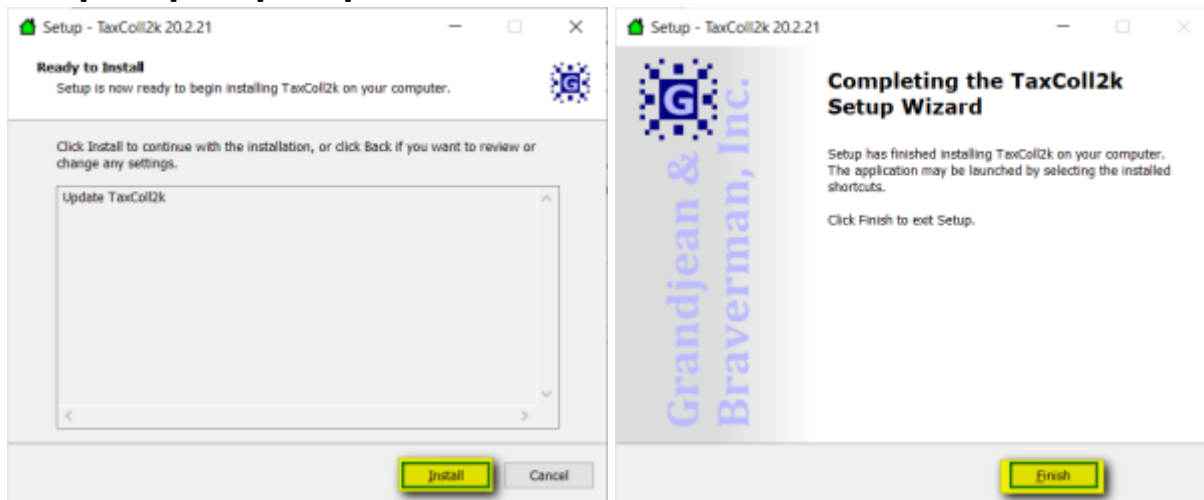 Setup - TaxColl2k 20.2.21
Ready to Install
Setup is now ready to begin installing TaxColl2k on your computer.
G
Click Install to continue with the installation, or click Back if you want to review or
change any settings.
Update TaxColl2k
Install
Cancel
Setup - TaxColl2k 20.2.21
G
Grandjean &
Braverman, Inc.
Completing the TaxColl2k
Setup Wizard
Setup has finished installing TaxColl2k on your computer.
The application may be launched by selecting the installed
shortcuts.
Click Finish to exit Setup.
Finish